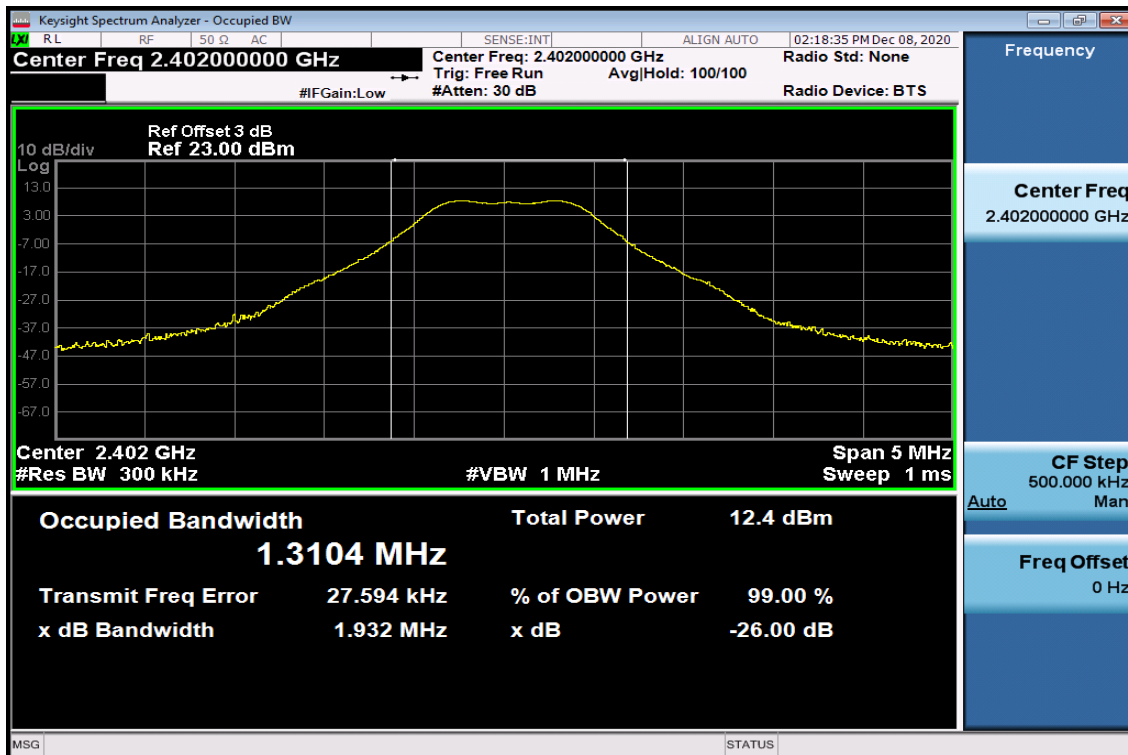 Keysight Spectrum Analyzer - Occupied BW
LXI RL RF 50 Ω AC SENSE:INT ALIGN AUTO 02:18:35 PM Dec 08, 2020
Center Freq 2.402000000 GHz
Center Freq: 2.402000000 GHz Radio Std: None
Trig: Free Run Avg|Hold: 100/100
#IFGain:Low #Atten: 30 dB Radio Device: BTS
Ref Offset 3 dB
10 dB/div Ref 23.00 dBm
Log
13.0
3.00
-7.00
-17.0
-27.0
-37.0
-47.0
-57.0
-67.0
Center 2.402 GHz Span 5 MHz
#Res BW 300 kHz #VBW 1 MHz Sweep 1 ms
Occupied Bandwidth Total Power 12.4 dBm
1.3104 MHz
Transmit Freq Error 27.594 kHz % of OBW Power 99.00 %
x dB Bandwidth 1.932 MHz x dB -26.00 dB
MSG STATUS
Frequency
Center Freq
2.402000000 GHz
CF Step
500.000 kHz
Auto Man
Freq Offset
0 Hz